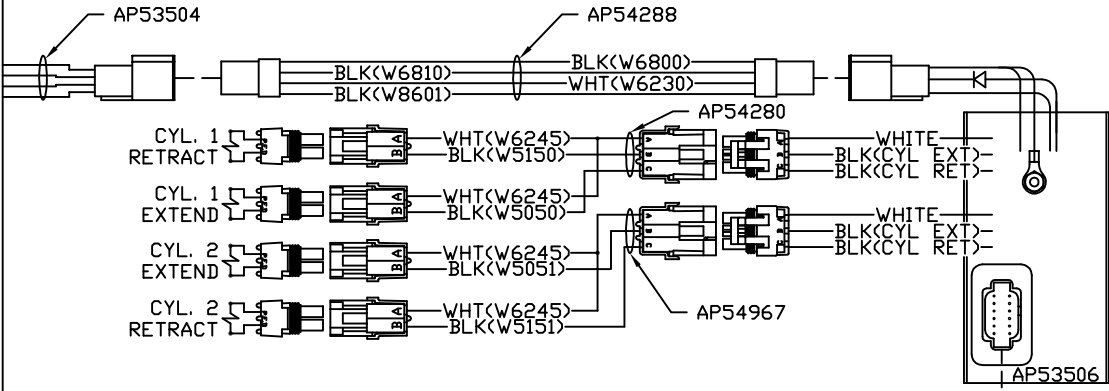 AP53504
AP54288
BLK(W6800)
BLK(W6810)
WHT(W6230)
BLK(W8601)
AP54280
CYL. 1
RETRACT
A
B
WHT(W6245)
BLK(W5150)
A
B
C
WHITE
BLK(CYL EXT)
BLK(CYL RET)
CYL. 1
EXTEND
A
B
WHT(W6245)
BLK(W5050)
A
B
C
WHITE
BLK(CYL EXT)
BLK(CYL RET)
CYL. 2
EXTEND
A
B
WHT(W6245)
BLK(W5051)
CYL. 2
RETRACT
A
B
WHT(W6245)
BLK(W5151)
AP54967
AP53506